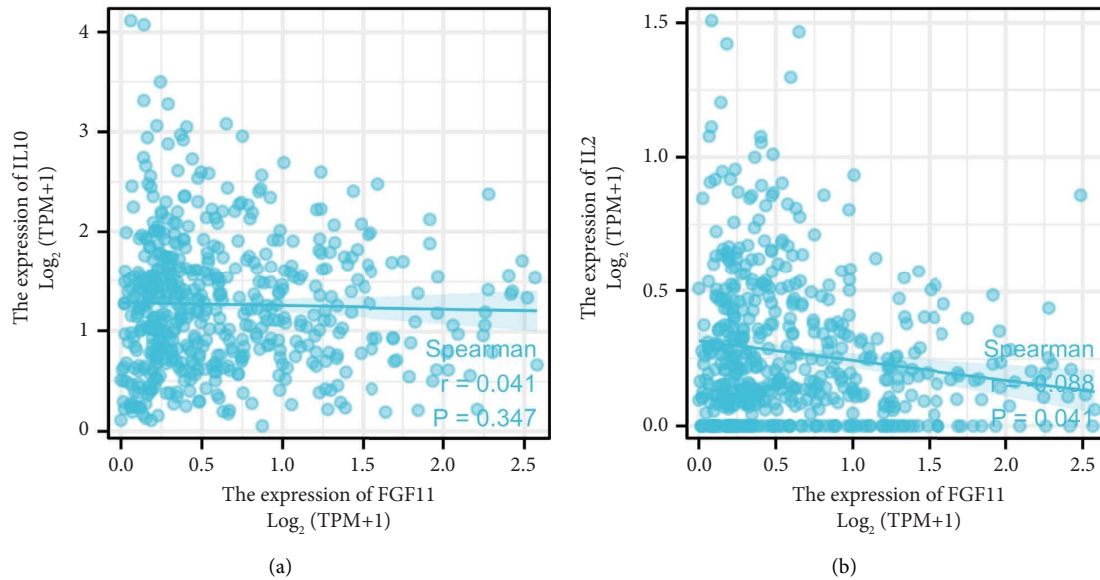 The expression of IL10
Log₂ (TPM+1)
4
3
2
1
0
Spearman
r = 0.041
P = 0.347
0.0 0.5 1.0 1.5 2.0 2.5
The expression of FGF11
Log₂ (TPM+1)
(a)
The expression of IL2
Log₂ (TPM+1)
1.5
1.0
0.5
0.0
Spearman
r = 0.088
P = 0.041
0.0 0.5 1.0 1.5 2.0 2.5
The expression of FGF11
Log₂ (TPM+1)
(b)